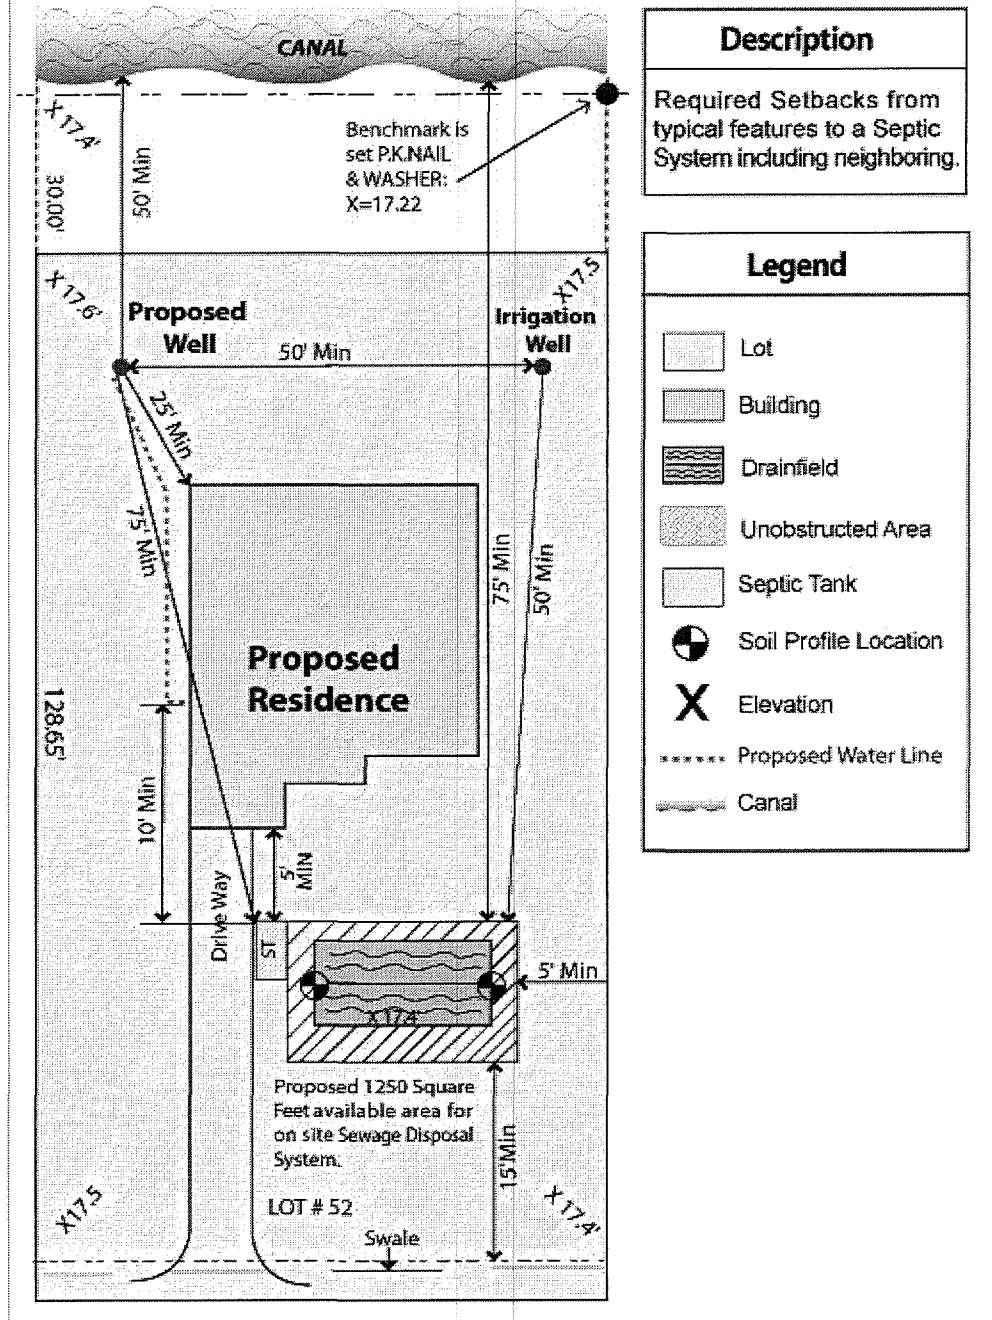 CANAL
X 17.4'
50' Min
30.00'
Benchmark is
set P.K.NAIL
& WASHER:
X=17.22
X 17.6'
X17.5
Proposed
Well
50' Min
Irrigation
Well
25' Min
75' Min
75' Min
50' Min
Proposed
Residence
128.65'
10' Min
Drive Way
5'
MIN
ST
5' Min
X 17.4'
Proposed 1250 Square
Feet available area for
on site Sewage Disposal
System.
15'Min
LOT # 52
X17.5
X 17.4'
Swale
Description
Required Setbacks from
typical features to a Septic
System including neighboring.
Legend
Lot
Building
Drainfield
Unobstructed Area
Septic Tank
Soil Profile Location
X Elevation
Proposed Water Line
Canal